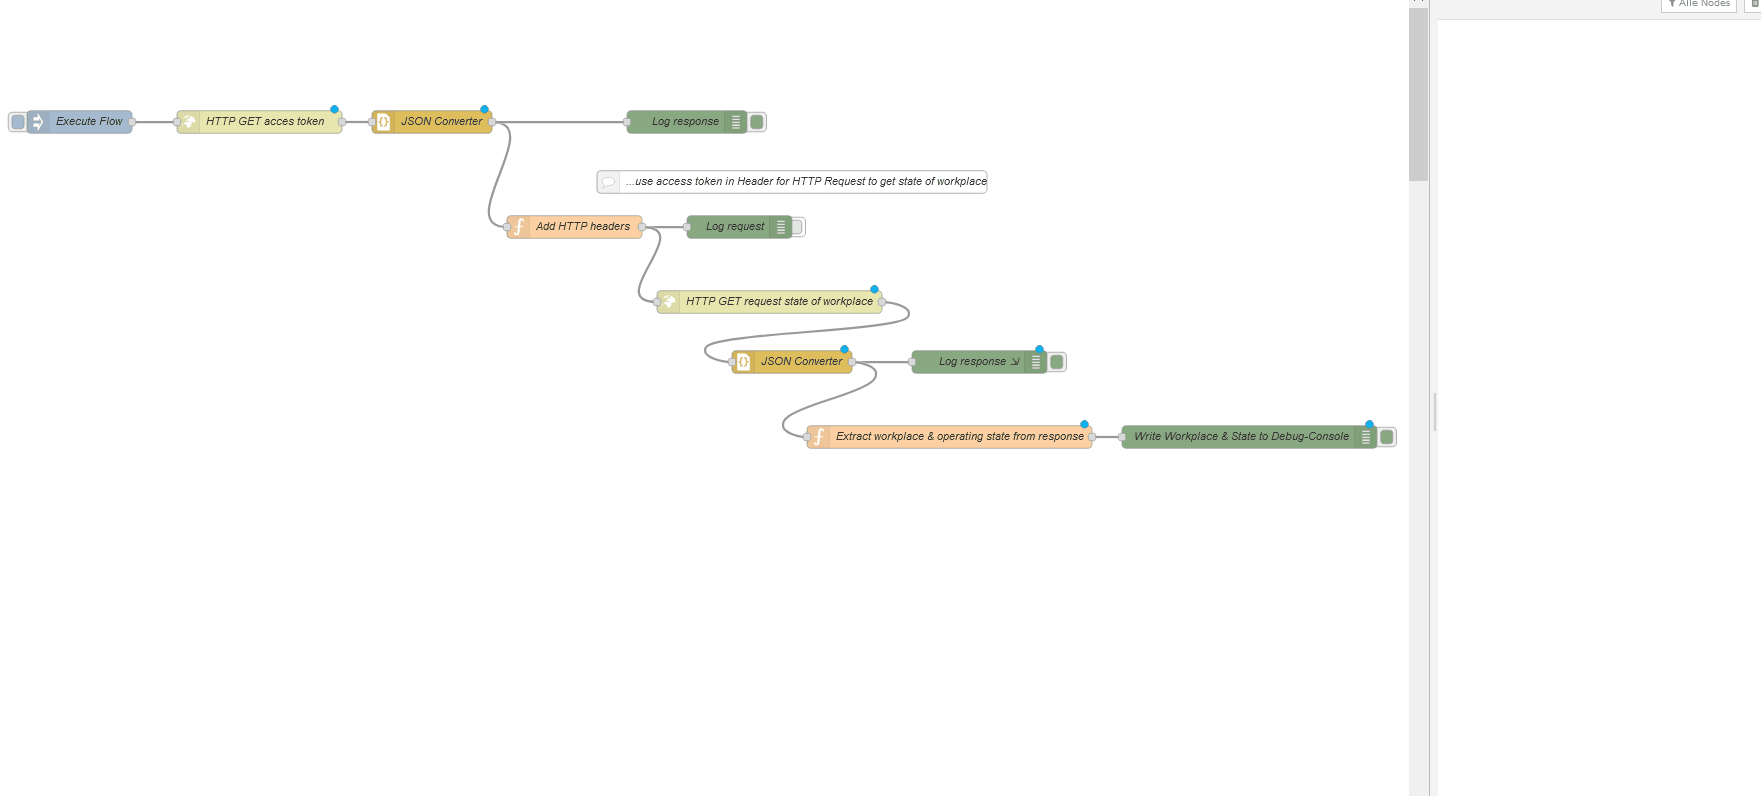 Alle Nodes
Execute Flow
HTTP GET acces token
JSON Converter
Log response
...use access token in Header for HTTP Request to get state of workplace
Add HTTP headers
Log request
HTTP GET request state of workplace
JSON Converter
Log response ⇲
Extract workplace & operating state from response
Write Workplace & State to Debug-Console